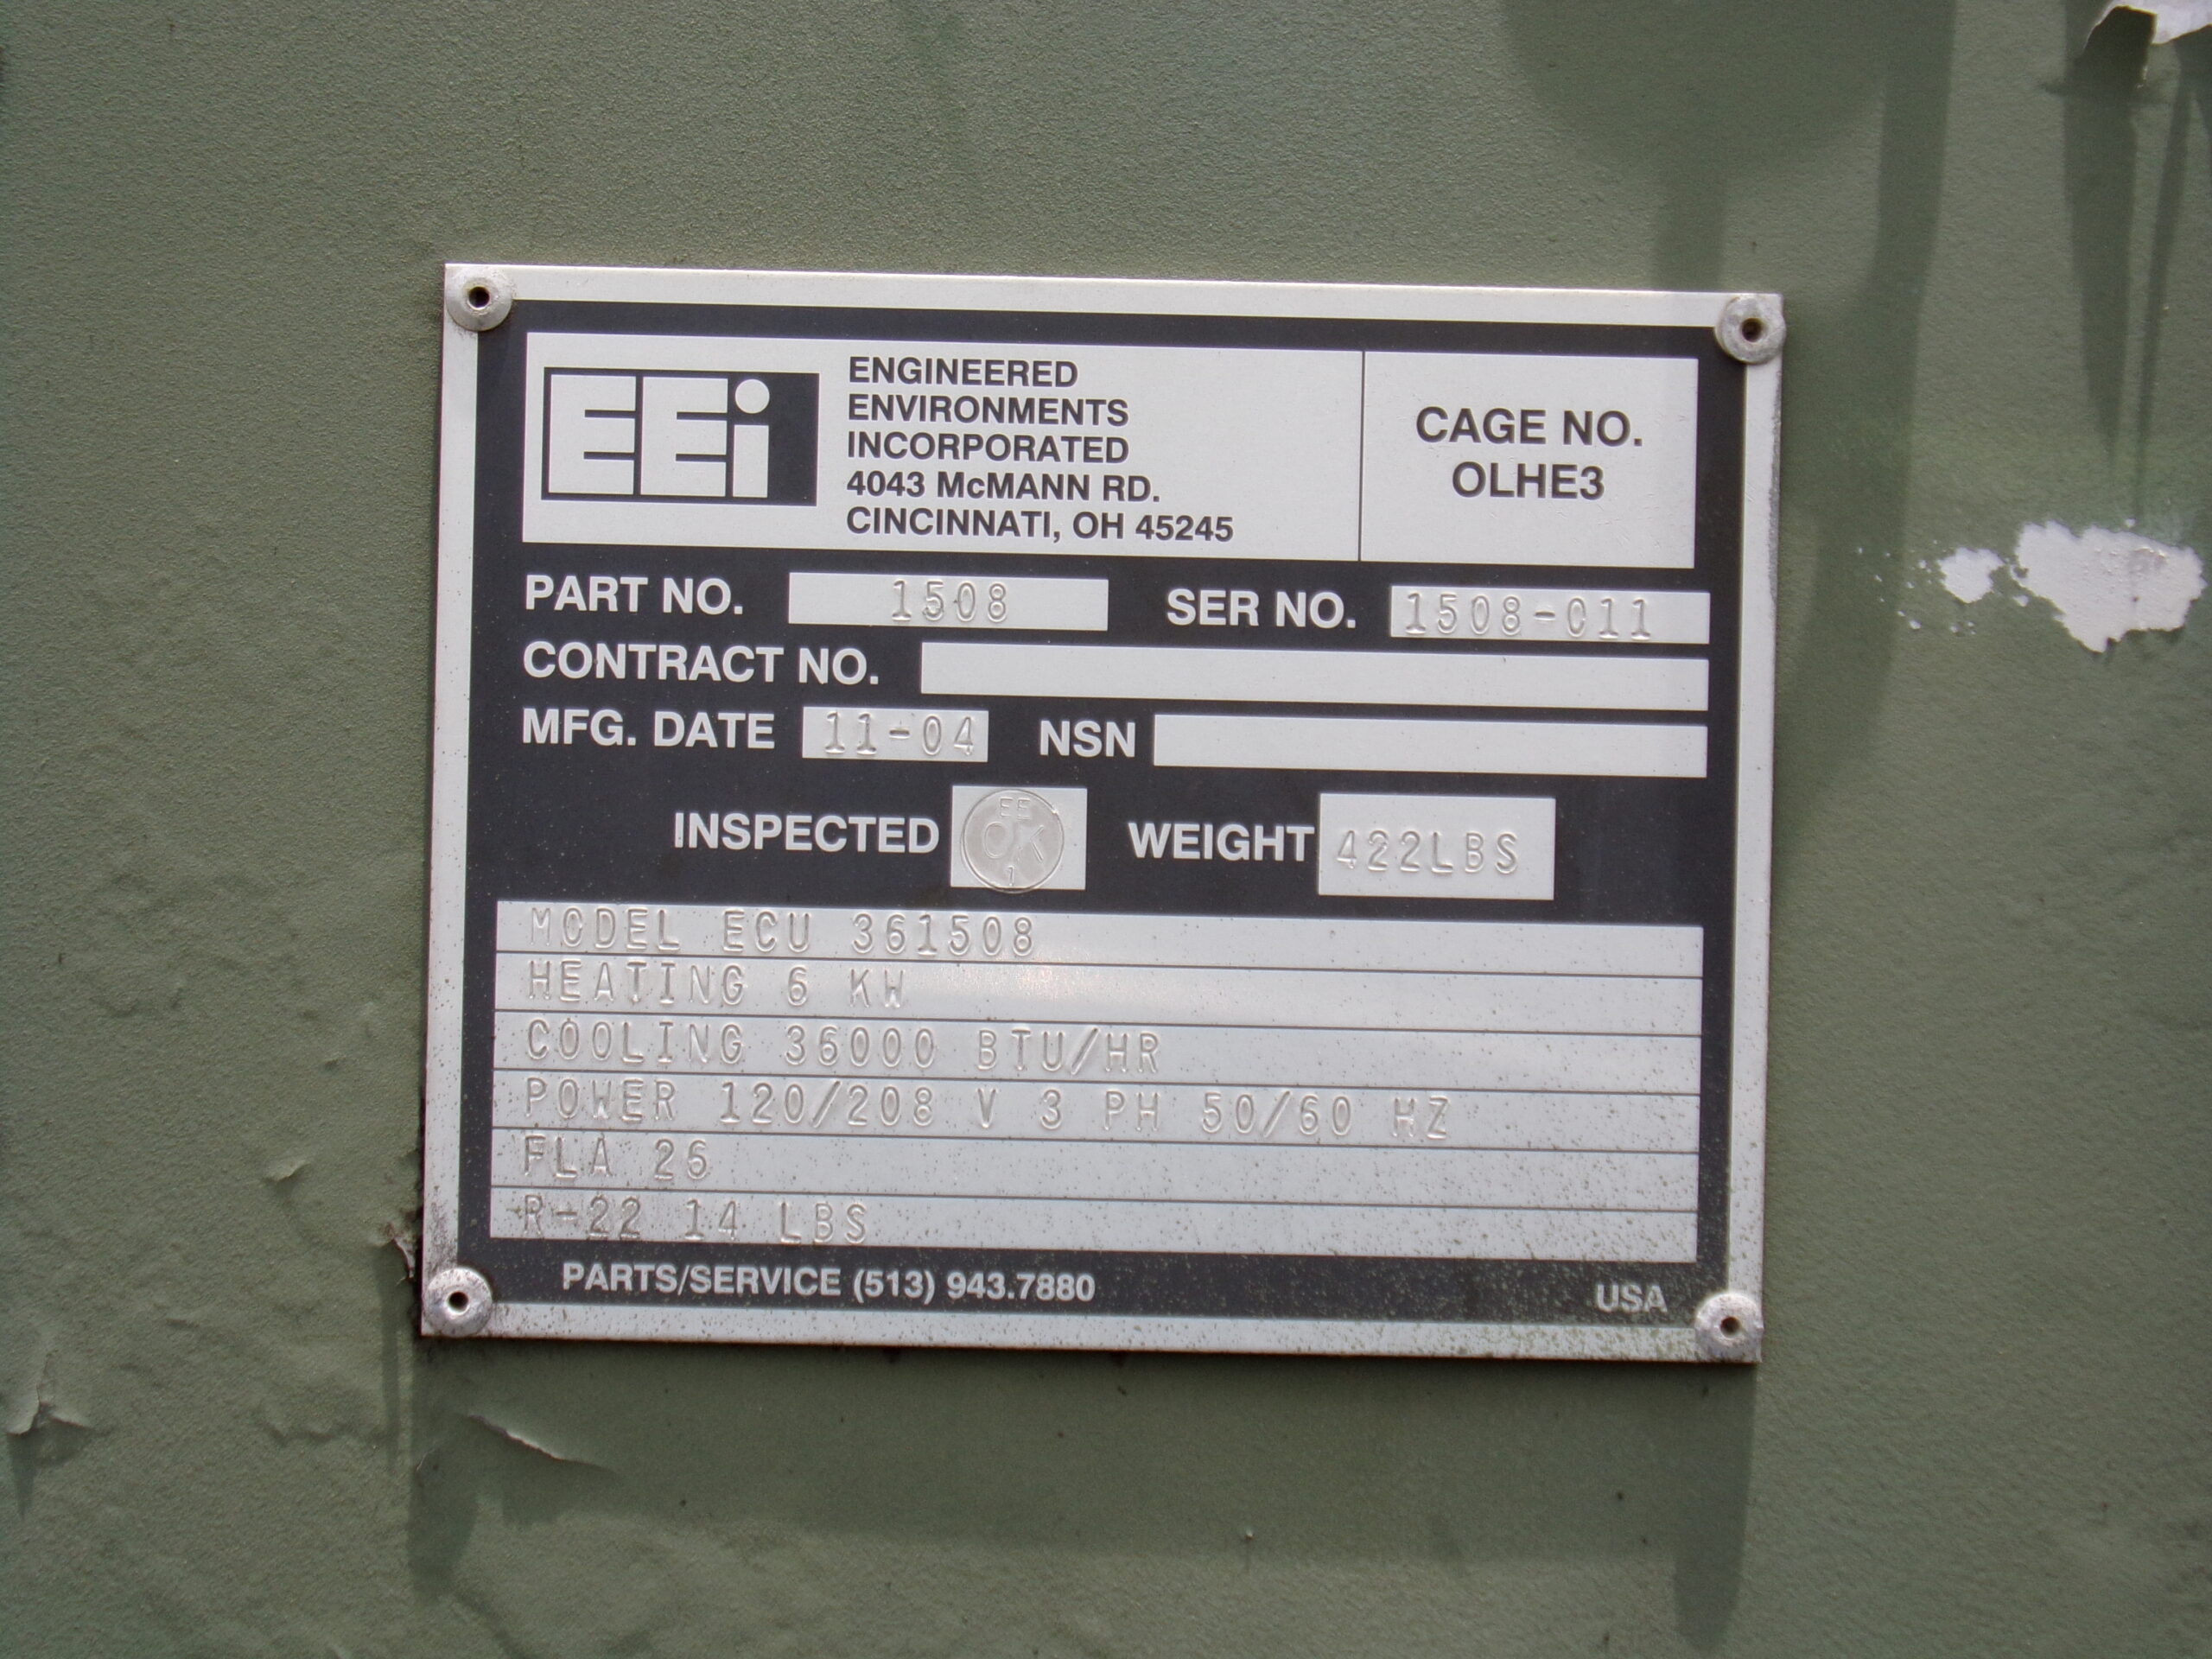 EEi
ENGINEERED
ENVIRONMENTS
INCORPORATED
4043 McMANN RD.
CINCINNATI, OH 45245
CAGE NO.
OLHE3
PART NO. 1508 SER NO. 1508-011
CONTRACT NO.
MFG. DATE 11-04 NSN
INSPECTED EE OK 1 WEIGHT 422LBS
MODEL ECU 361508
HEATING 6 KW
COOLING 36000 BTU/HR
POWER 120/208 V 3 PH 50/60 HZ
FLA 26
R-22 14 LBS
PARTS/SERVICE (513) 943.7880 USA